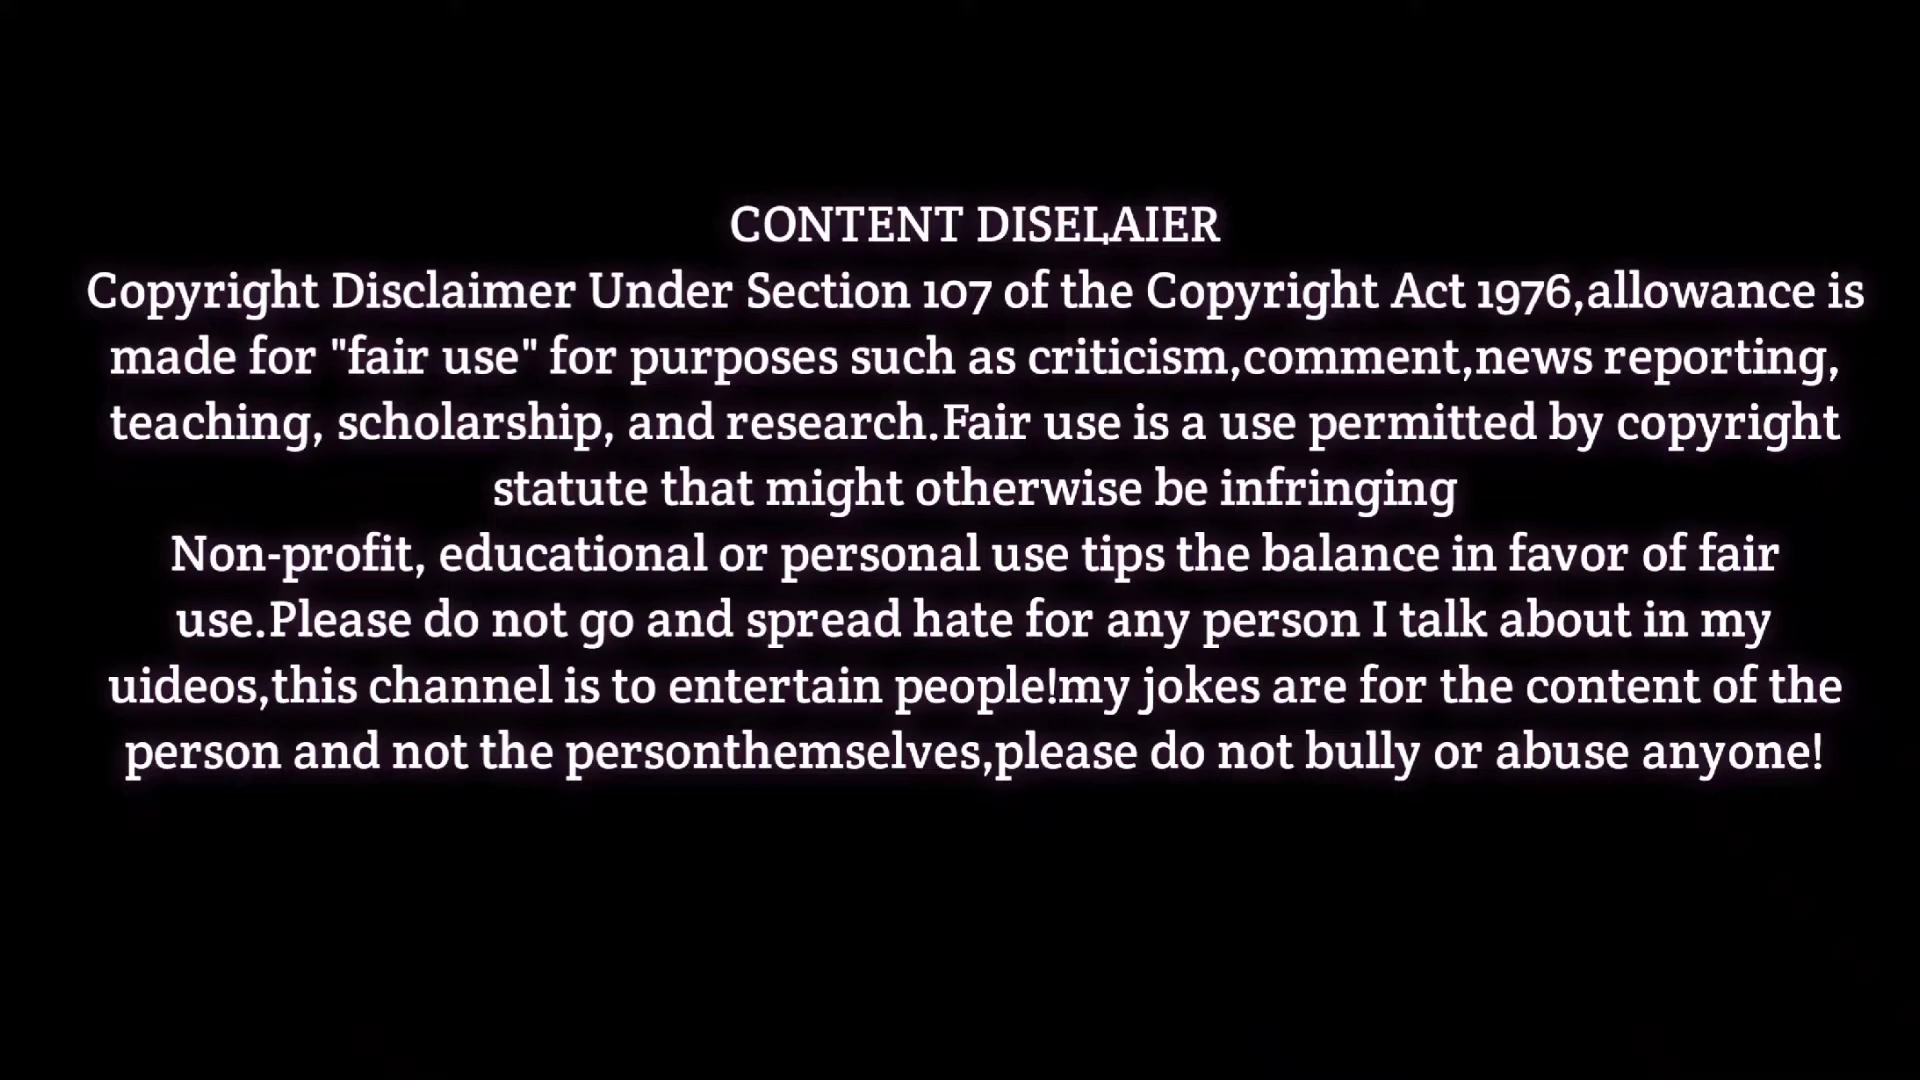 CONTENT DISELAIER
Copyright Disclaimer Under Section 107 of the Copyright Act 1976,allowance is
made for "fair use" for purposes such as criticism,comment,news reporting,
teaching, scholarship, and research.Fair use is a use permitted by copyright
statute that might otherwise be infringing
Non-profit, educational or personal use tips the balance in favor of fair
use.Please do not go and spread hate for any person I talk about in my
uideos,this channel is to entertain people!my jokes are for the content of the
person and not the personthemselves,please do not bully or abuse anyone!